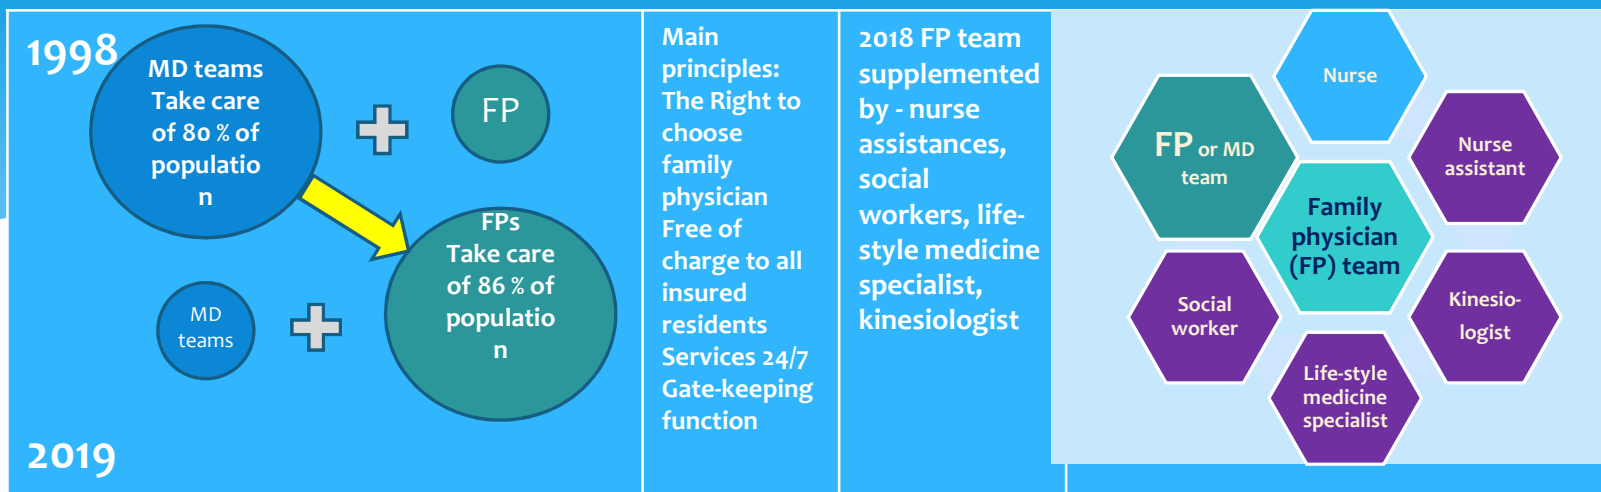 1998
MD teams
Take care
of 80 % of
populatio
n
FP
FPs
Take care
of 86 % of
populatio
n
MD
teams
2019
Main
principles:
The Right to
choose
family
physician
Free of
charge to all
insured
residents
Services 24/7
Gate-keeping
function
2018 FP team
supplemented
by - nurse
assistances,
social
workers, life-
style medicine
specialist,
kinesiologist
Nurse
FP or MD
team
Nurse
assistant
Family
physician
(FP) team
Social
worker
Kinesio-
logist
Life-style
medicine
specialist